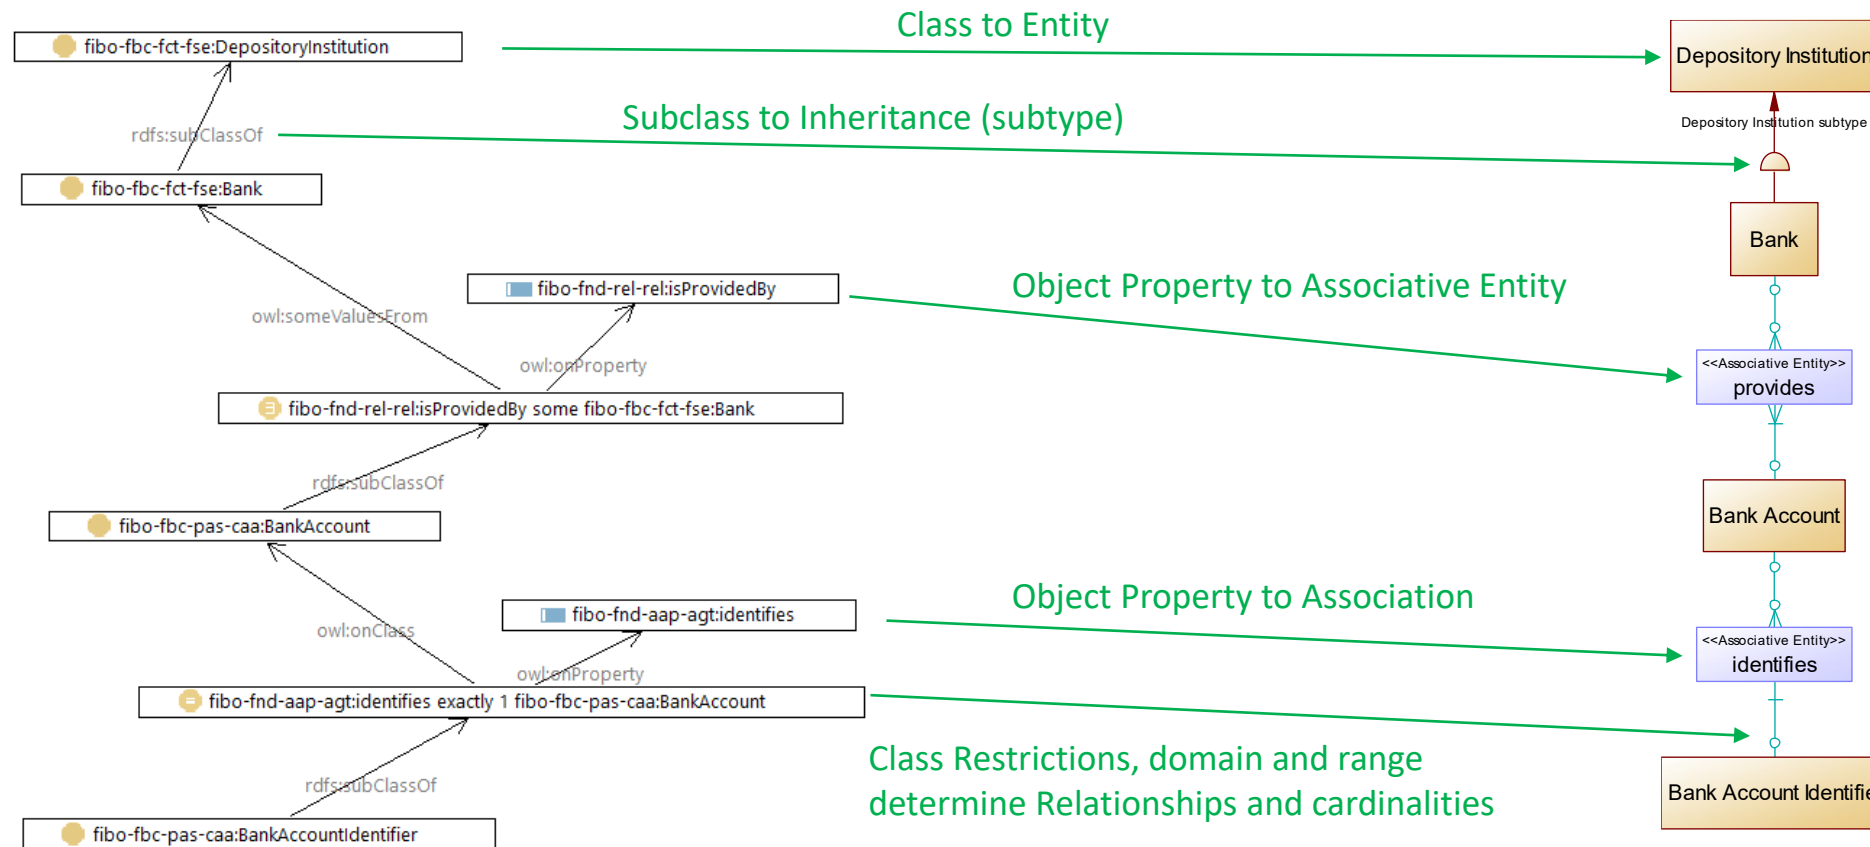 Class to Entity
fibo-fbc-fct-fse:DepositoryInstitution
Depository Institution
rdfs:subClassOf
Subclass to Inheritance (subtype)
Depository Institution subtype
fibo-fbc-fct-fse:Bank
Bank
fibo-fnd-rel-rel:isProvidedBy
Object Property to Associative Entity
owl:someValuesFrom
owl:onProperty
<<Associative Entity>>
provides
fibo-fnd-rel-rel:isProvidedBy some fibo-fbc-fct-fse:Bank
rdfs:subClassOf
fibo-fbc-pas-caa:BankAccount
Bank Account
fibo-fnd-aap-agt:identifies
Object Property to Association
owl:onClass
owl:onProperty
<<Associative Entity>>
identifies
fibo-fnd-aap-agt:identifies exactly 1 fibo-fbc-pas-caa:BankAccount
Class Restrictions, domain and range
determine Relationships and cardinalities
rdfs:subClassOf
Bank Account Identifie
fibo-fbc-pas-caa:BankAccountIdentifier